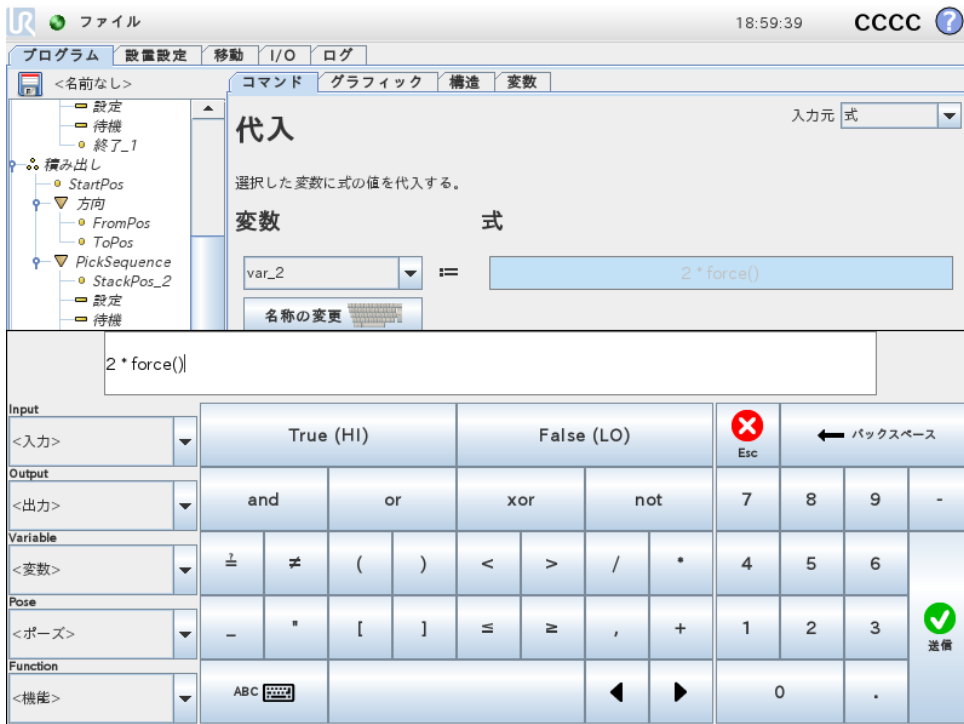 UR ファイル 18:59:39 CCCC ?
プログラム 設置設定 移動 I/O ログ
<名前なし> コマンド グラフィック 構造 変数
設定
待機
終了_1
積み出し
StartPos
方向
FromPos
ToPos
PickSequence
StackPos_2
設定
待機
代入
入力元 式
選択した変数に式の値を代入する。
変数 式
var_2 := 2 * force()
名称の変更
2 * force()
Input
<入力>
Output
<出力>
Variable
<変数>
Pose
<ポーズ>
Function
<機能>
True (HI) False (LO) Esc バックスペース
and or xor not 7 8 9 -
≟ ≠ ( ) < > / * 4 5 6
_ " [ ] ≤ ≥ , + 1 2 3 送信
ABC 0 .